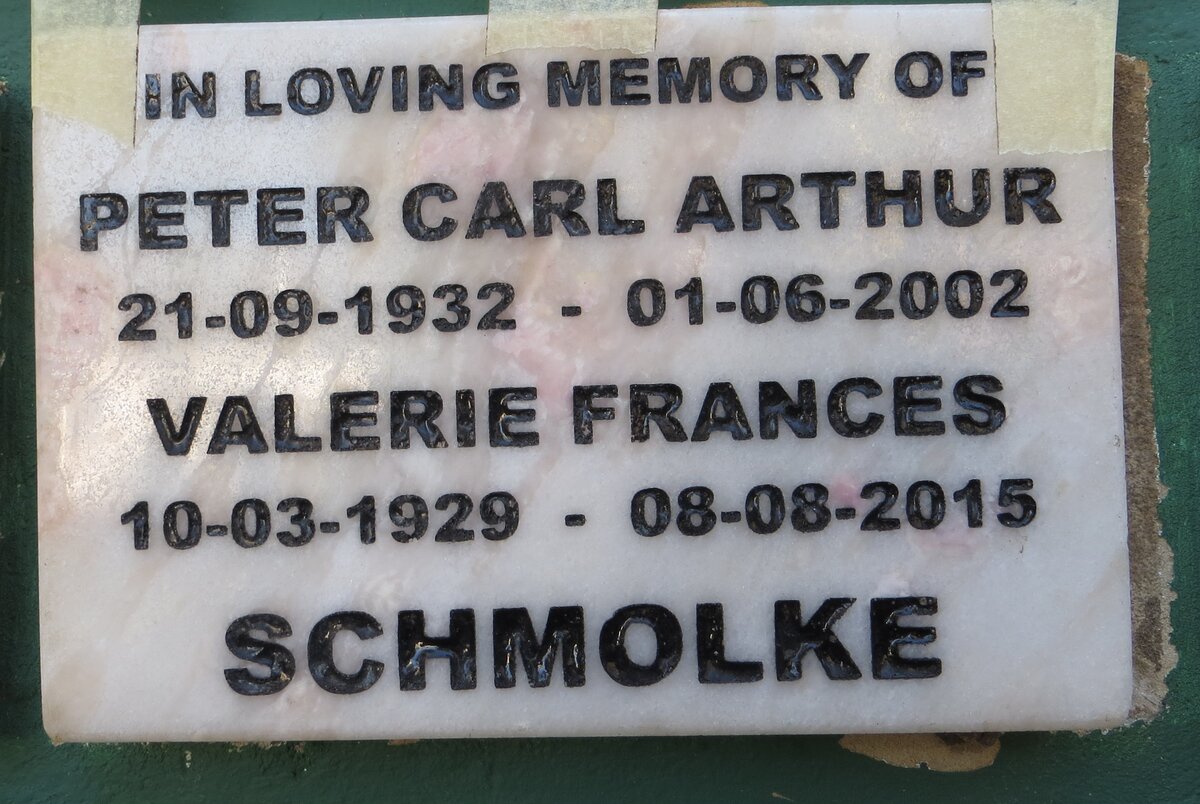 IN LOVING MEMORY OF
PETER CARL ARTHUR
21-09-1932 - 01-06-2002
VALERIE FRANCES
10-03-1929 - 08-08-2015
SCHMOLKE